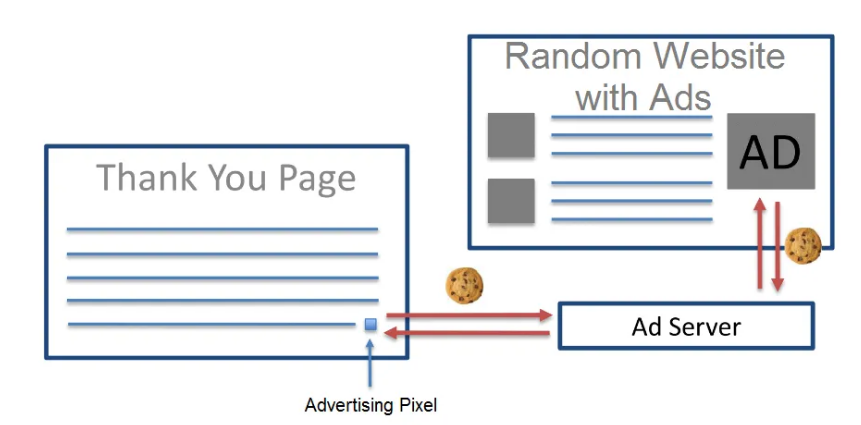 Random Website
with Ads
AD
Thank You Page
Ad Server
Advertising Pixel